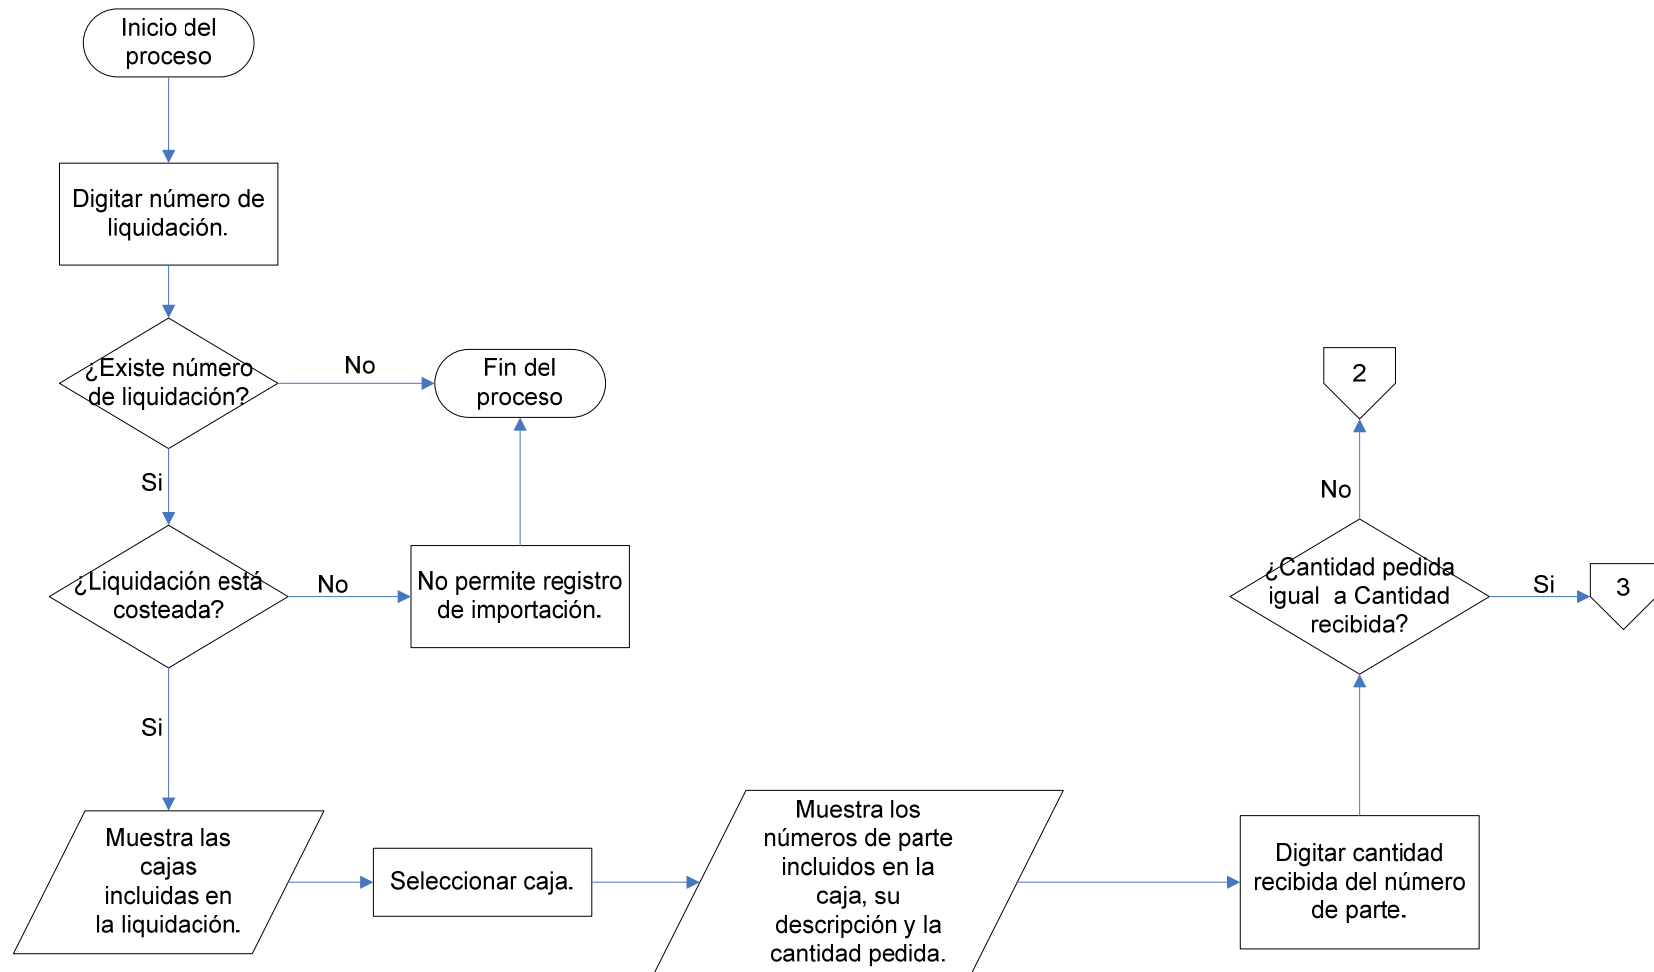 Inicio del
proceso
Digitar número de
liquidación.
¿Existe número
de liquidación?
No
Fin del
proceso
Si
¿Liquidación está
costeada?
No
No permite registro
de importación.
Si
Muestra las
cajas
incluidas en
la liquidación.
Seleccionar caja.
Muestra los
números de parte
incluidos en la
caja, su
descripción y la
cantidad pedida.
Digitar cantidad
recibida del número
de parte.
¿Cantidad pedida
igual a Cantidad
recibida?
No
2
Si
3